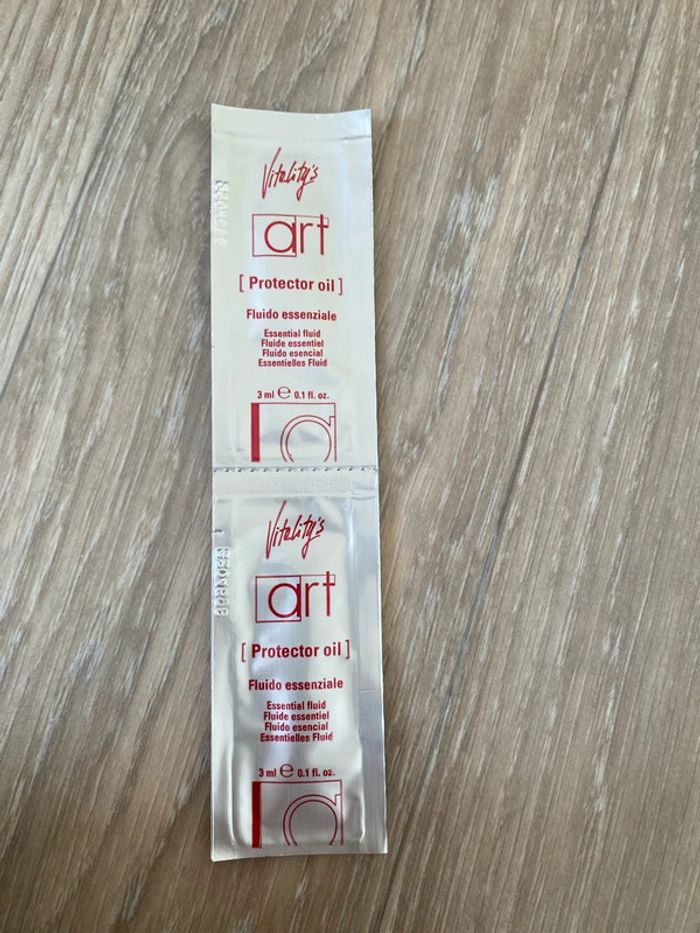 Vitality's
art
[ Protector oil ]
Fluido essenziale
Essential fluid
Fluide essentiel
Fluido esencial
Essentielles Fluid
3 ml ℮ 0.1 fl. oz.
Vitality's
art
[ Protector oil ]
Fluido essenziale
Essential fluid
Fluide essentiel
Fluido esencial
Essentielles Fluid
3 ml ℮ 0.1 fl. oz.